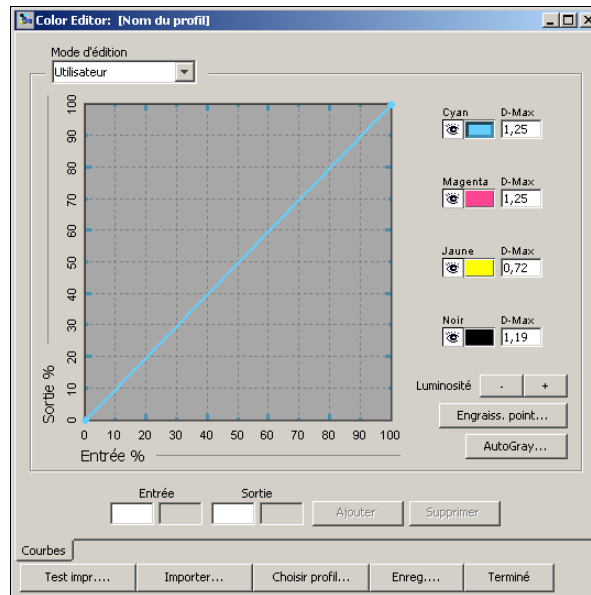 Color Editor: [Nom du profil]
Mode d'édition
Utilisateur
Sortie %
100
90
80
70
60
50
40
30
20
10
0
0 10 20 30 40 50 60 70 80 90 100
Entrée %
Cyan D-Max
1,25
Magenta D-Max
1,25
Jaune D-Max
0,72
Noir D-Max
1,19
Luminosité - +
Engraiss. point...
AutoGray...
Entrée Sortie
Ajouter Supprimer
Courbes
Test impr.... Importer... Choisir profil... Enreg.... Terminé